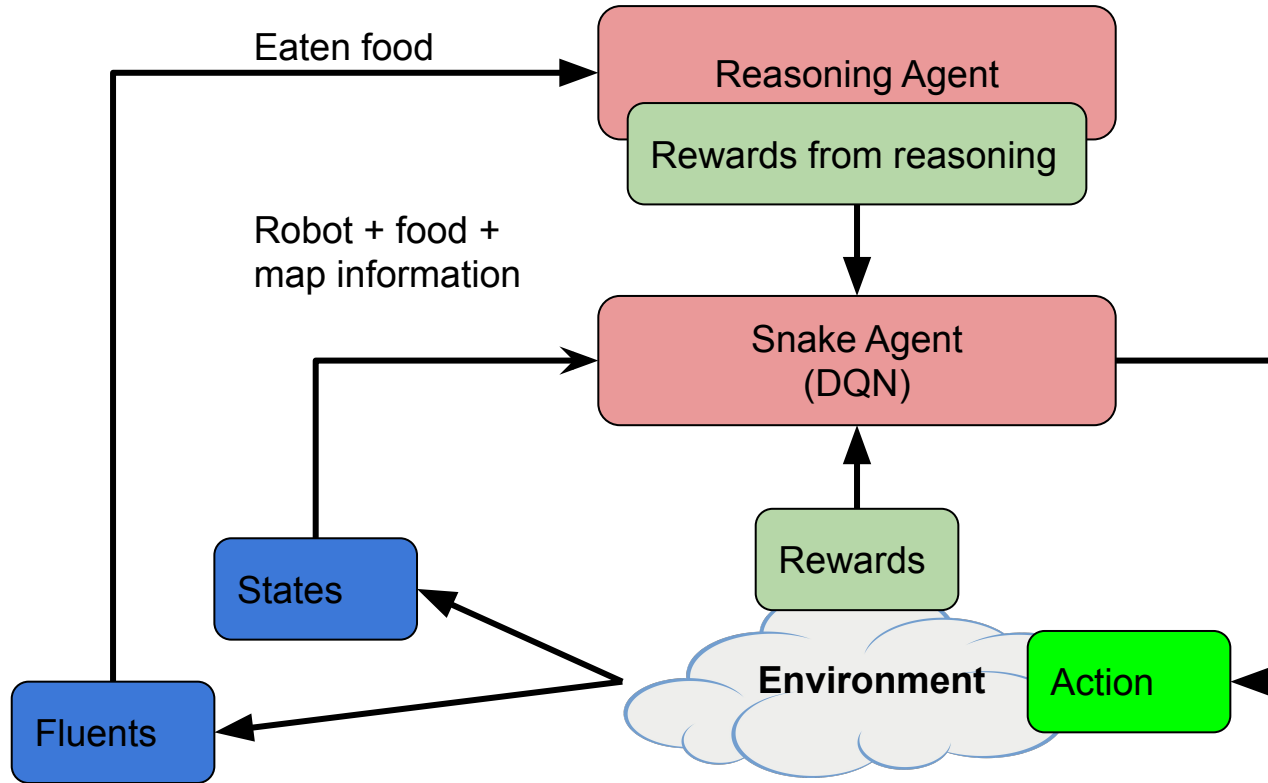 Eaten food
Reasoning Agent
Rewards from reasoning
Robot + food +
map information
Snake Agent
(DQN)
Rewards
States
Environment
Action
Fluents